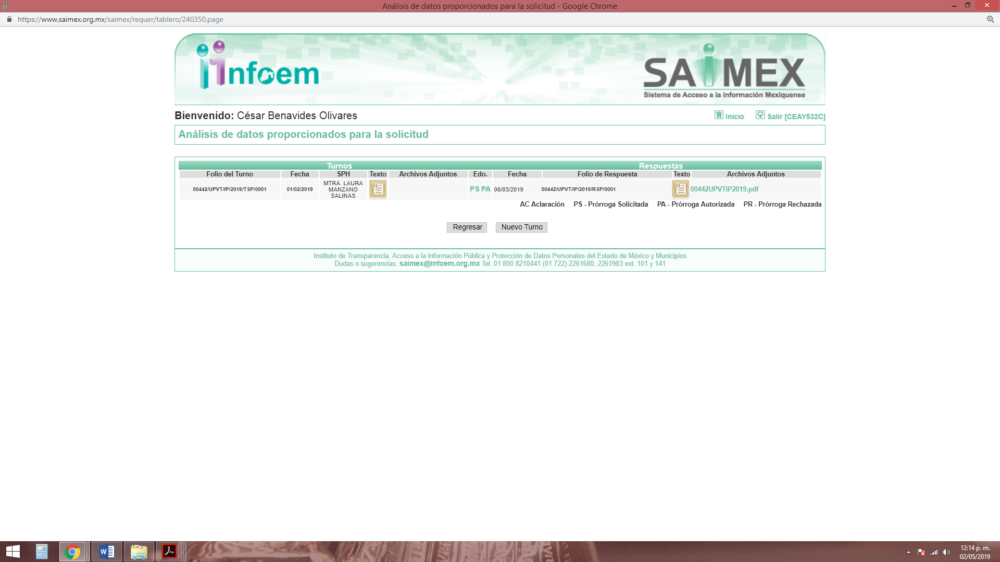 Análisis de datos proporcionados para la solicitud - Google Chrome
https://www.saimex.org.mx/saimex/requer/tablero/240350.page
infoem
SAIMEX
Sistema de Acceso a la Información Mexiquense
Bienvenido: César Benavides Olivares
Inicio Salir [CEAY532C]
Análisis de datos proporcionados para la solicitud
Turnos Respuestas
Folio del Turno Fecha SPH Texto Archivos Adjuntos Edo. Fecha Folio de Respuesta Texto Archivos Adjuntos
00442/UPVT/IP/2019/TSP/0001 01/02/2019 MTRA. LAURA MANZANO SALINAS PS PA 06/03/2019 00442/UPVT/IP/2019/RSP/0001 00442UPVTIP2019.pdf
AC Aclaración PS - Prórroga Solicitada PA - Prórroga Autorizada PR - Prórroga Rechazada
Regresar Nuevo Turno
Instituto de Transparencia, Acceso a la Información Pública y Protección de Datos Personales del Estado de México y Municipios
Dudas o sugerencias: saimex@infoem.org.mx Tel. 01 800 8210441 (01 722) 2261680, 2261983 ext. 101 y 141
12:14 p. m.
02/05/2019